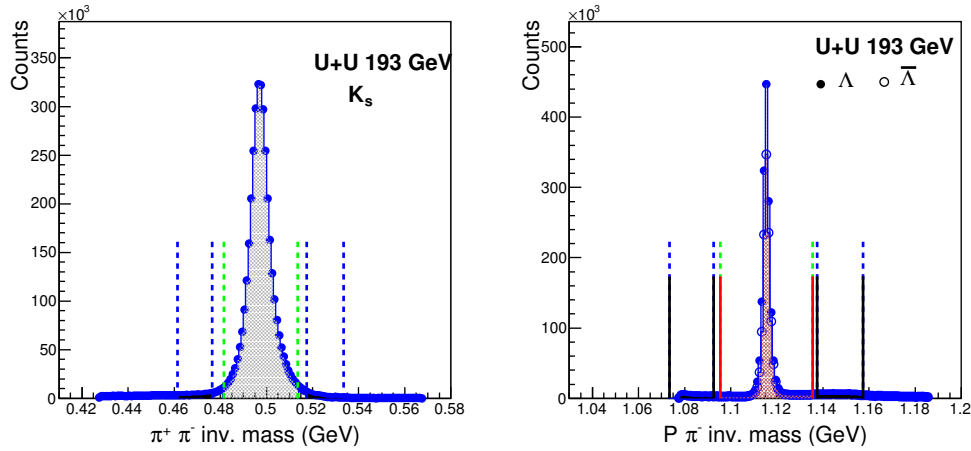 ×10³
Counts
350
300
250
200
150
100
50
0
U+U 193 GeV
Kₛ
0.42 0.44 0.46 0.48 0.5 0.52 0.54 0.56 0.58
π⁺ π⁻ inv. mass (GeV)
×10³
Counts
500
400
300
200
100
0
U+U 193 GeV
Λ Λ̅
1.04 1.06 1.08 1.1 1.12 1.14 1.16 1.18 1.2
P π⁻ inv. mass (GeV)